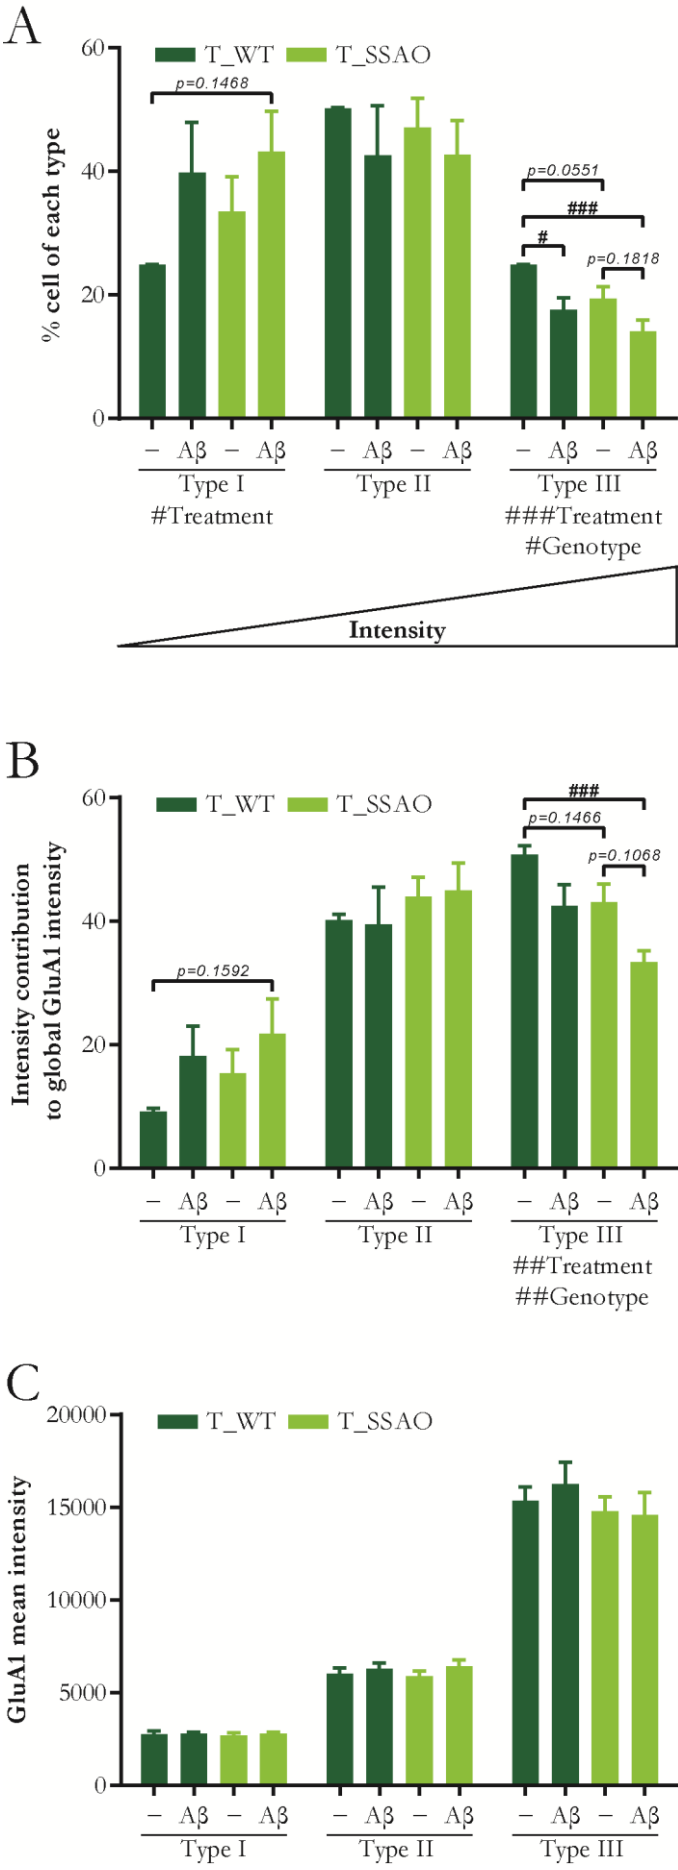 A
60
T_WT
T_SSAO
p=0.1468
40
20
0
% cell of each type
p=0.0551
###
#
p=0.1818
– Aβ – Aβ – Aβ – Aβ – Aβ – Aβ
Type I Type II Type III
#Treatment ###Treatment
#Genotype
Intensity
B
60
T_WT
T_SSAO
###
p=0.1466
p=0.1068
40
p=0.1592
20
0
Intensity contribution
to global GluA1 intensity
– Aβ – Aβ – Aβ – Aβ – Aβ – Aβ
Type I Type II Type III
##Treatment
##Genotype
C
20000
T_WT
T_SSAO
15000
10000
5000
0
GluA1 mean intensity
– Aβ – Aβ – Aβ – Aβ – Aβ – Aβ
Type I Type II Type III